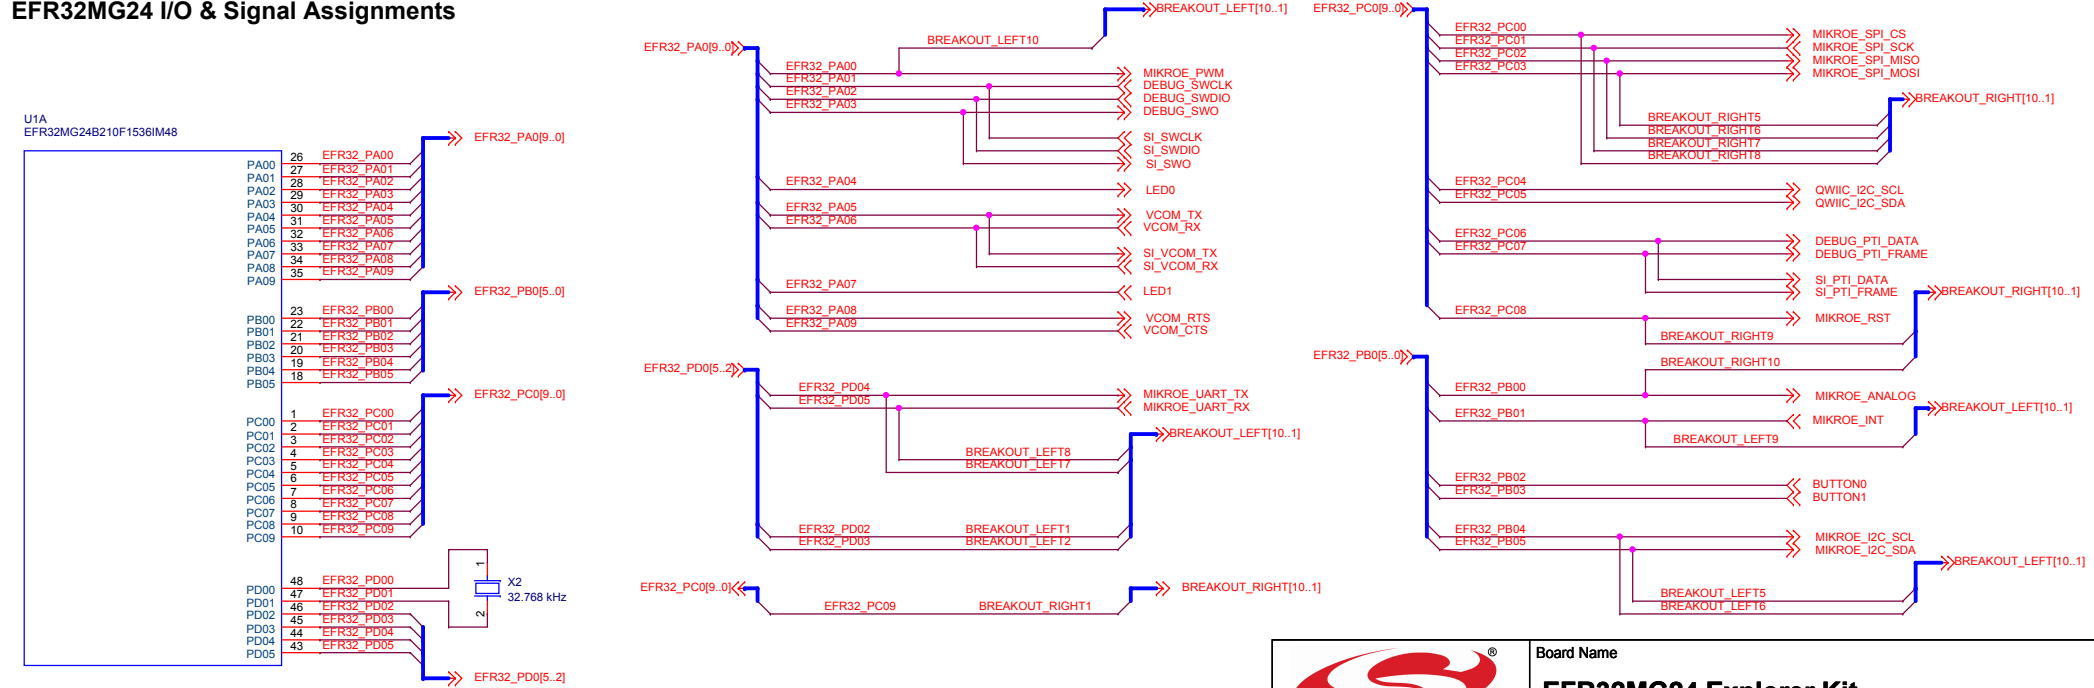 EFR32MG24 I/O & Signal Assignments
U1A
EFR32MG24B210F1536IM48
PA00 26 EFR32_PA00
PA01 27 EFR32_PA01
PA02 28 EFR32_PA02
PA03 29 EFR32_PA03
PA04 30 EFR32_PA04
PA05 31 EFR32_PA05
PA06 32 EFR32_PA06
PA07 33 EFR32_PA07
PA08 34 EFR32_PA08
PA09 35 EFR32_PA09
EFR32_PA0[9..0]
PB00 23 EFR32_PB00
PB01 22 EFR32_PB01
PB02 21 EFR32_PB02
PB03 20 EFR32_PB03
PB04 19 EFR32_PB04
PB05 18 EFR32_PB05
EFR32_PB0[5..0]
PC00 1 EFR32_PC00
PC01 2 EFR32_PC01
PC02 3 EFR32_PC02
PC03 4 EFR32_PC03
PC04 5 EFR32_PC04
PC05 6 EFR32_PC05
PC06 7 EFR32_PC06
PC07 8 EFR32_PC07
PC08 9 EFR32_PC08
PC09 10 EFR32_PC09
EFR32_PC0[9..0]
PD00 48 EFR32_PD00
PD01 47 EFR32_PD01
PD02 46 EFR32_PD02
PD03 45 EFR32_PD03
PD04 44 EFR32_PD04
PD05 43 EFR32_PD05
EFR32_PD0[5..2]
1
2
X2
32.768 kHz
EFR32_PA0[9..0]
BREAKOUT_LEFT10
BREAKOUT_LEFT[10..1]
EFR32_PA00 MIKROE_PWM
EFR32_PA01 DEBUG_SWCLK
EFR32_PA02 DEBUG_SWDIO
EFR32_PA03 DEBUG_SWO
SI_SWCLK
SI_SWDIO
SI_SWO
EFR32_PA04 LED0
EFR32_PA05 VCOM_TX
EFR32_PA06 VCOM_RX
SI_VCOM_TX
SI_VCOM_RX
EFR32_PA07 LED1
EFR32_PA08 VCOM_RTS
EFR32_PA09 VCOM_CTS
EFR32_PD0[5..2]
EFR32_PD04 MIKROE_UART_TX
EFR32_PD05 MIKROE_UART_RX
BREAKOUT_LEFT[10..1]
BREAKOUT_LEFT8
BREAKOUT_LEFT7
EFR32_PD02 BREAKOUT_LEFT1
EFR32_PD03 BREAKOUT_LEFT2
EFR32_PC0[9..0]
BREAKOUT_RIGHT[10..1]
EFR32_PC09 BREAKOUT_RIGHT1
EFR32_PC0[9..0]
EFR32_PC00 MIKROE_SPI_CS
EFR32_PC01 MIKROE_SPI_SCK
EFR32_PC02 MIKROE_SPI_MISO
EFR32_PC03 MIKROE_SPI_MOSI
BREAKOUT_RIGHT[10..1]
BREAKOUT_RIGHT5
BREAKOUT_RIGHT6
BREAKOUT_RIGHT7
BREAKOUT_RIGHT8
EFR32_PC04 QWIIC_I2C_SCL
EFR32_PC05 QWIIC_I2C_SDA
EFR32_PC06 DEBUG_PTI_DATA
EFR32_PC07 DEBUG_PTI_FRAME
SI_PTI_DATA
SI_PTI_FRAME
BREAKOUT_RIGHT[10..1]
EFR32_PC08 MIKROE_RST
BREAKOUT_RIGHT9
EFR32_PB0[5..0]
BREAKOUT_RIGHT10
EFR32_PB00 MIKROE_ANALOG
BREAKOUT_LEFT[10..1]
EFR32_PB01 MIKROE_INT
BREAKOUT_LEFT9
EFR32_PB02 BUTTON0
EFR32_PB03 BUTTON1
EFR32_PB04 MIKROE_I2C_SCL
EFR32_PB05 MIKROE_I2C_SDA
BREAKOUT_LEFT[10..1]
BREAKOUT_LEFT5
BREAKOUT_LEFT6
®
Board Name
EFR32MG24 Explorer Kit